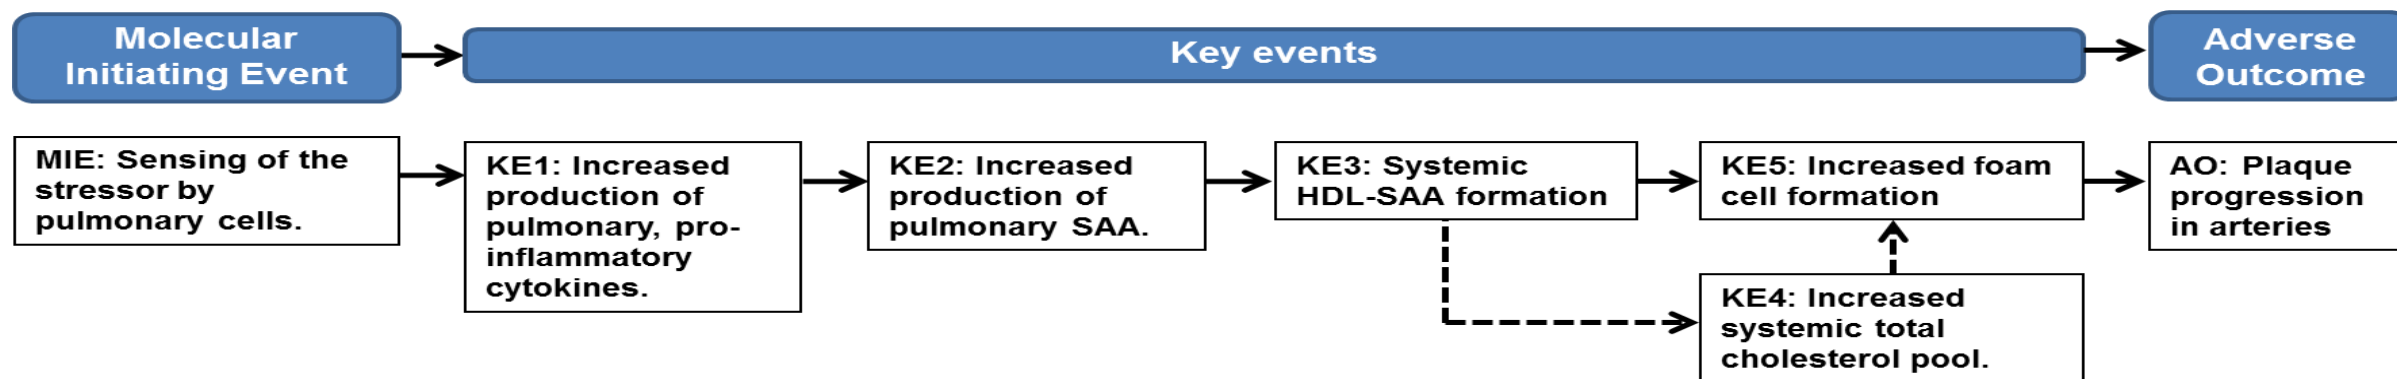 Molecular
Initiating Event
Key events
Adverse
Outcome
MIE: Sensing of the
stressor by
pulmonary cells.
KE1: Increased
production of
pulmonary, pro-
inflammatory
cytokines.
KE2: Increased
production of
pulmonary SAA.
KE3: Systemic
HDL-SAA formation
KE5: Increased foam
cell formation
AO: Plaque
progression
in arteries
KE4: Increased
systemic total
cholesterol pool.